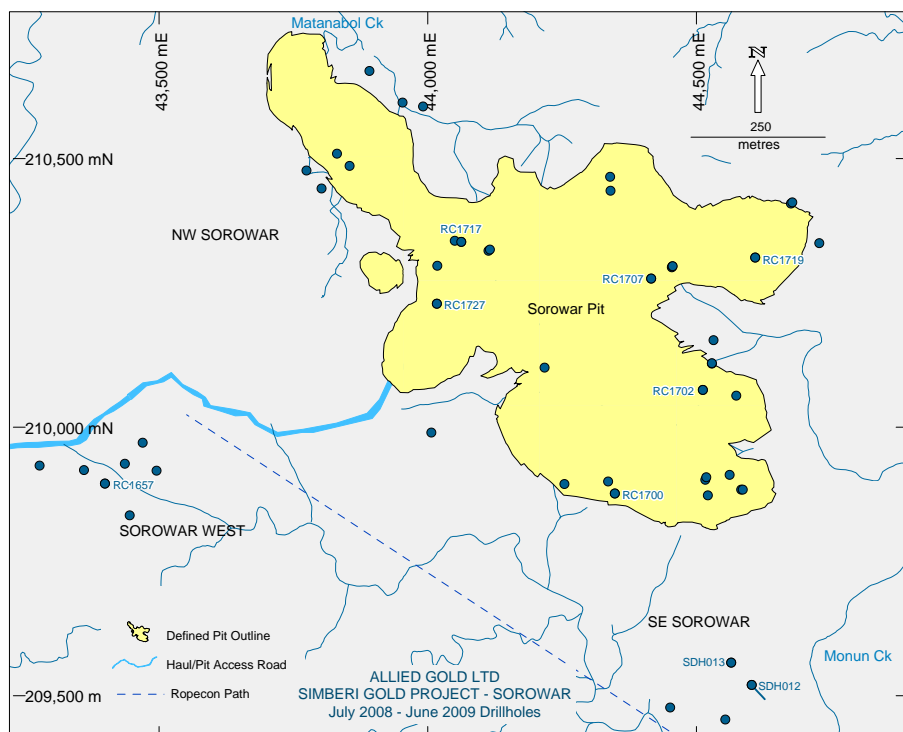 Matanabol Ck
43,500 mE
44,000 mE
44,500 mE
N
250
metres
210,500 mN
NW SOROWAR
RC1717
RC1719
RC1707
RC1727
Sorowar Pit
RC1702
210,000 mN
RC1657
RC1700
SOROWAR WEST
SE SOROWAR
Defined Pit Outline
Monun Ck
SDH013
Haul/Pit Access Road
ALLIED GOLD LTD
SDH012
Ropecon Path
SIMBERI GOLD PROJECT - SOROWAR
209,500 m
July 2008 - June 2009 Drillholes